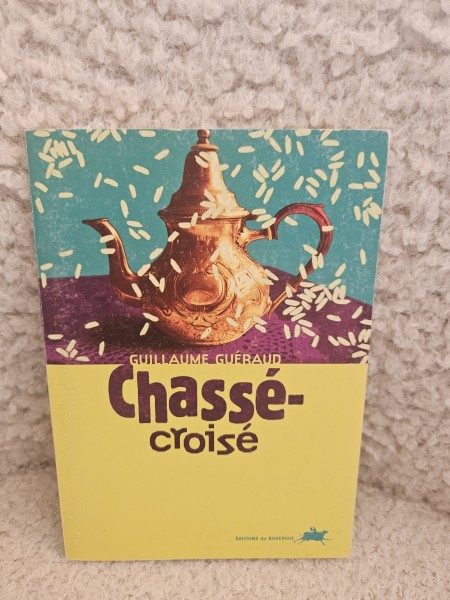 GUILLAUME GUÉRAUD
Chassé-
croisé
ÉDITIONS du ROUERGUE